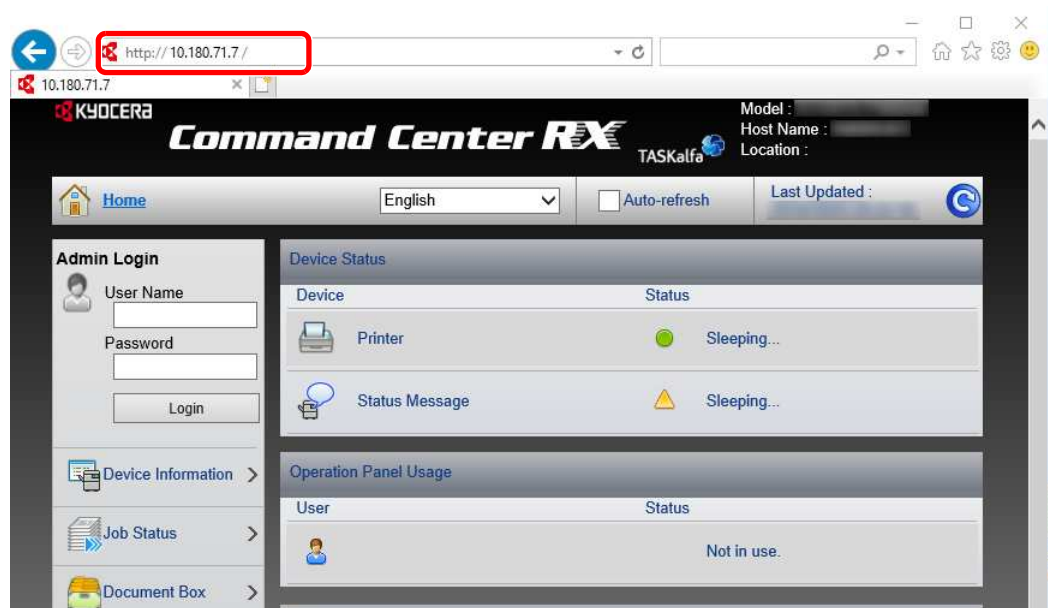 http://10.180.71.7/
10.180.71.7
KYOCERA
Command Center RX
TASKalfa
Model :
Host Name :
Location :
Home
English
Auto-refresh
Last Updated :
Admin Login
User Name
Password
Login
Device Information
Job Status
Document Box
Device Status
Device Status
Printer Sleeping...
Status Message Sleeping...
Operation Panel Usage
User Status
Not in use.